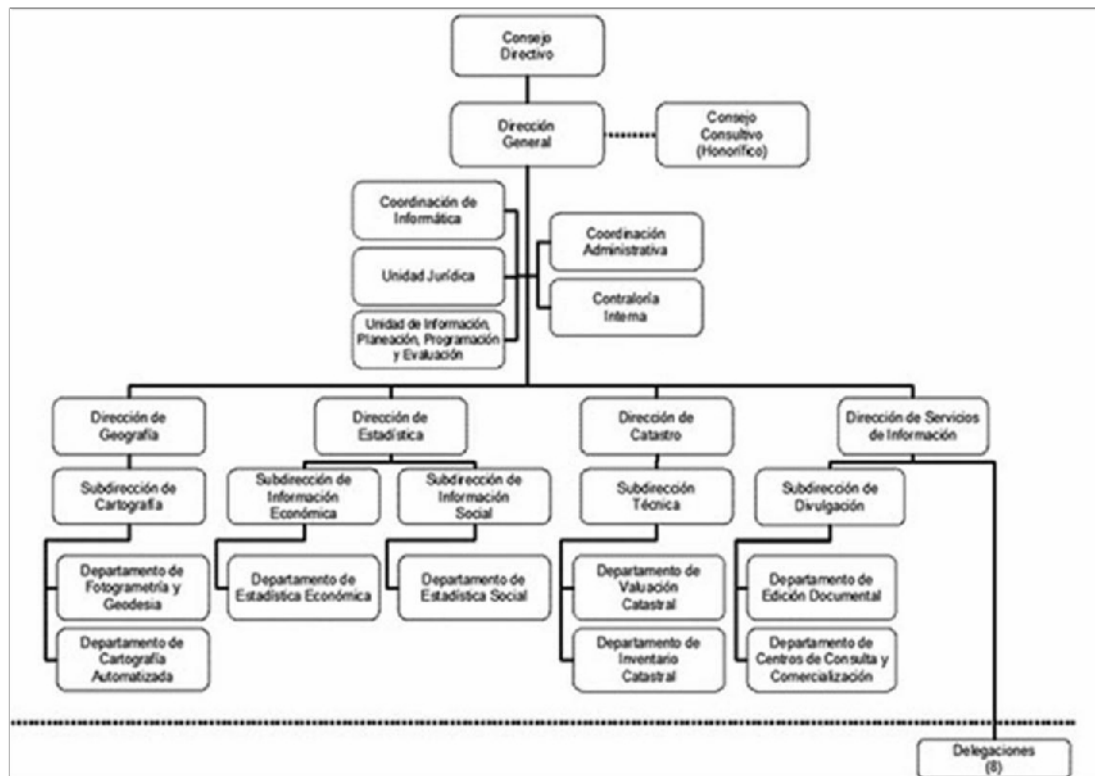 Consejo
Directivo
Dirección
General
Consejo
Consultivo
(Honorífico)
Coordinación de
Informática
Coordinación
Administrativa
Unidad Jurídica
Contraloría
Interna
Unidad de Información,
Planeación, Programación
y Evaluación
Dirección de
Geografía
Dirección de
Estadística
Dirección de
Catastro
Dirección de Servicios
de Información
Subdirección de
Cartografía
Subdirección de
Información
Económica
Subdirección de
Información
Social
Subdirección
Técnica
Subdirección de
Divulgación
Departamento de
Fotogrametría y
Geodesia
Departamento de
Estadística Económica
Departamento de
Estadística Social
Departamento de
Valuación
Catastral
Departamento de
Edición Documental
Departamento de
Cartografía
Automatizada
Departamento de
Inventario
Catastral
Departamento de
Centros de Consulta y
Comercialización
Delegaciones
(8)